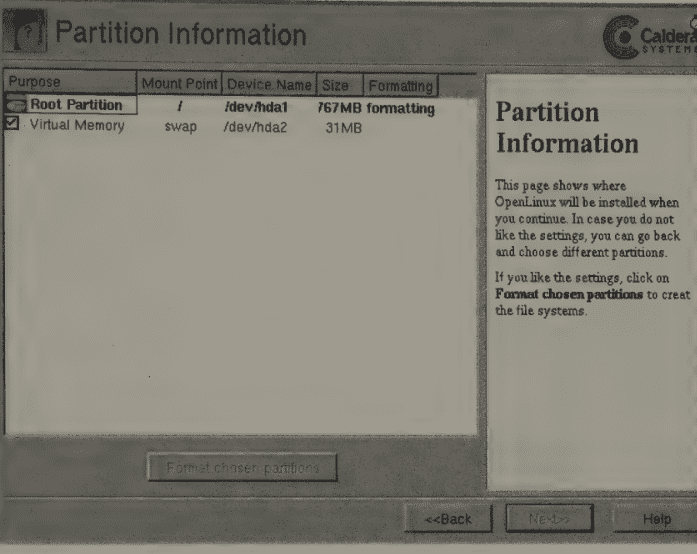 Partition Information
Caldera
SYSTEMS
Purpose Mount Point Device Name Size Formatting
Root Partition / /dev/hda1 767MB formatting
Virtual Memory swap /dev/hda2 31MB
Partition
Information
This page shows where
OpenLinux will be installed when
you continue. In case you do not
like the settings, you can go back
and choose different partitions.
If you like the settings, click on
Format chosen partitions to creat
the file systems.
Format chosen partitions
<<Back Next>> Help